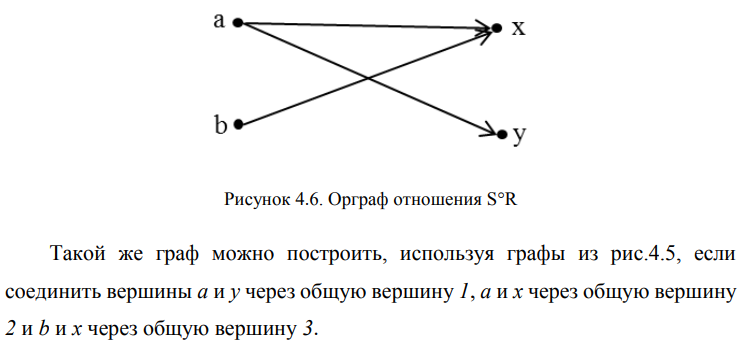 a x
b y
Рисунок 4.6. Орграф отношения S°R
Такой же граф можно построить, используя графы из рис.4.5, если
соединить вершины a и y через общую вершину 1, a и x через общую вершину
2 и b и x через общую вершину 3.